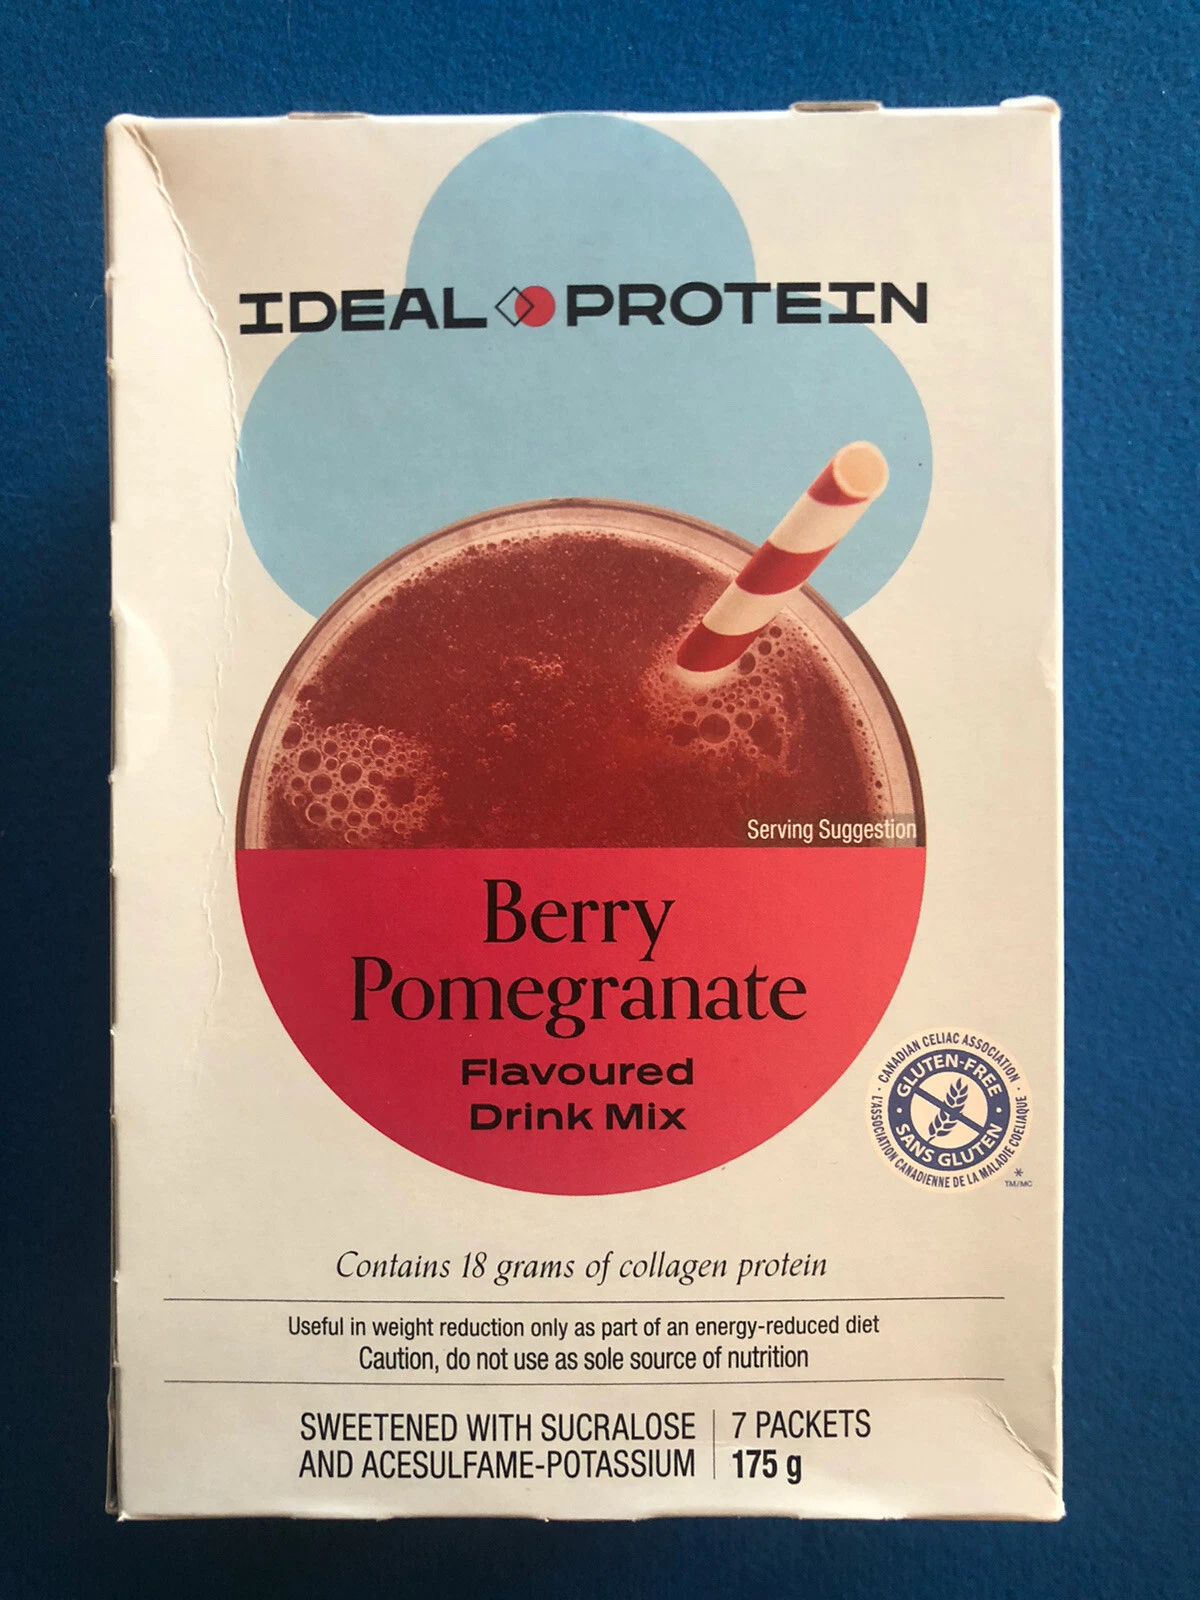 IDEAL PROTEIN
Serving Suggestion
Berry
Pomegranate
Flavoured
Drink Mix
CANADIAN CELIAC ASSOCIATION
GLUTEN-FREE
SANS GLUTEN
L'ASSOCIATION CANADIENNE DE LA MALADIE COELIAQUE
*
TM/MC
Contains 18 grams of collagen protein
Useful in weight reduction only as part of an energy-reduced diet
Caution, do not use as sole source of nutrition
SWEETENED WITH SUCRALOSE
AND ACESULFAME-POTASSIUM
7 PACKETS
175 g